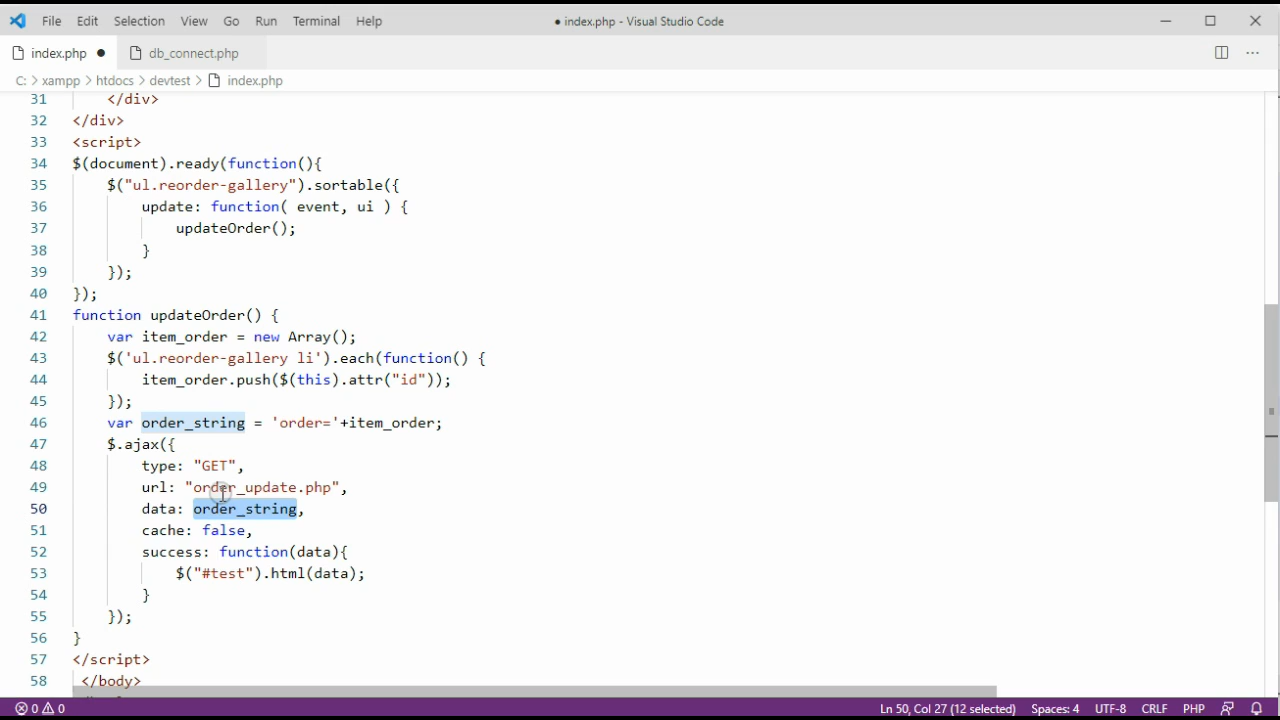 File Edit Selection View Go Run Terminal Help ● index.php - Visual Studio Code
index.php ● db_connect.php
C: > xampp > htdocs > devtest > index.php
31 </div>
32 </div>
33 <script>
34 $(document).ready(function(){
35 $("ul.reorder-gallery").sortable({
36 update: function( event, ui ) {
37 updateOrder();
38 }
39 });
40 });
41 function updateOrder() {
42 var item_order = new Array();
43 $('ul.reorder-gallery li').each(function() {
44 item_order.push($(this).attr("id"));
45 });
46 var order_string = 'order='+item_order;
47 $.ajax({
48 type: "GET",
49 url: "order_update.php",
50 data: order_string,
51 cache: false,
52 success: function(data){
53 $("#test").html(data);
54 }
55 });
56 }
57 </script>
58 </body>
0 0 Ln 50, Col 27 (12 selected) Spaces: 4 UTF-8 CRLF PHP